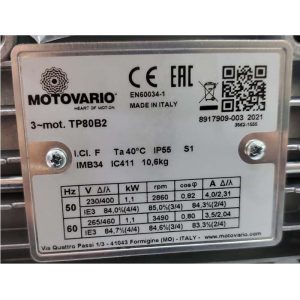 MOTOVARIO®
HEART OF MOTION
CE EAC
EN60034-1
MADE IN ITALY
8917909-003 2021
3~mot. TP80B2
I.Cl. F Ta 40°C IP55 S1
IMB34 IC411 10,6kg
Hz V Δ/⅄ kW rpm cosφ A Δ/⅄
50 230/400 1,1 2860 0,82 4,0/2,31
IE3 84,0%(4/4) 85,0%(3/4) 84,3%(2/4)
60 265/460 1,1 3490 0,80 3,5/2,04
IE3 84,7%(4/4) 84,6%(3/4) 83,3%(2/4)
Via Quattro Passi 1/3 - 41043 Formigine (MO) - ITALY - www.motovario.com